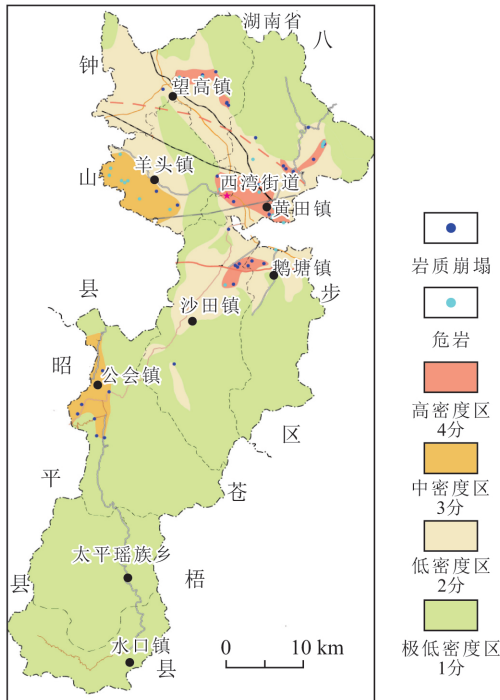 湖南省
八
钟
望高镇
羊头镇
山
西湾街道
黄田镇
鹅塘镇
步
县
沙田镇
昭
公会镇
区
平
苍
太平瑶族乡
梧
县
水口镇
县
0 10 km
岩质崩塌
危岩
高密度区
4分
中密度区
3分
低密度区
2分
极低密度区
1分